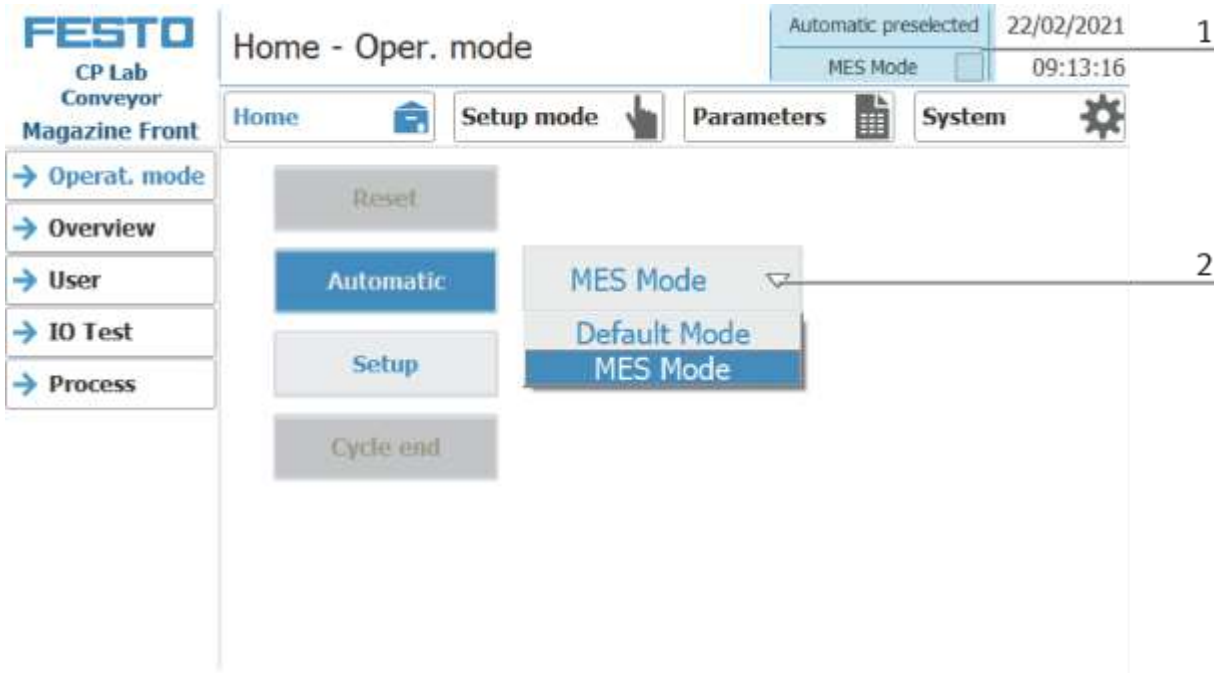 FESTO
CP Lab
Conveyor
Magazine Front
Home - Oper. mode
Automatic preselected
MES Mode
22/02/2021
09:13:16
1
Home
Setup mode
Parameters
System
Operat. mode
Overview
User
IO Test
Process
Reset
Automatic
Setup
Cycle end
MES Mode
2
Default Mode
MES Mode